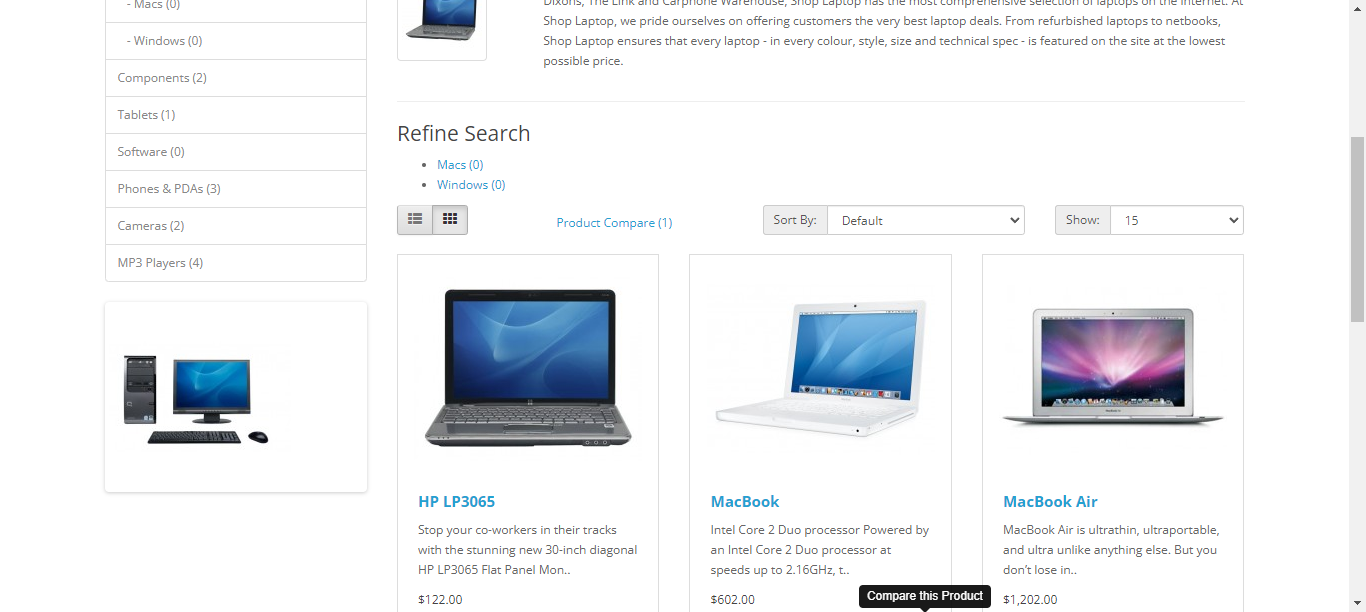 - Macs (0)
- Windows (0)
Components (2)
Tablets (1)
Software (0)
Phones & PDAs (3)
Cameras (2)
MP3 Players (4)
Dixons, The Link and Carphone Warehouse, Shop Laptop has the most comprehensive selection of laptops on the internet. At
Shop Laptop, we pride ourselves on offering customers the very best laptop deals. From refurbished laptops to netbooks,
Shop Laptop ensures that every laptop - in every colour, style, size and technical spec - is featured on the site at the lowest
possible price.
Refine Search
Macs (0)
Windows (0)
Product Compare (1)
Sort By:
Default
Show:
15
HP LP3065
Stop your co-workers in their tracks
with the stunning new 30-inch diagonal
HP LP3065 Flat Panel Mon..
$122.00
MacBook
Intel Core 2 Duo processor Powered by
an Intel Core 2 Duo processor at
speeds up to 2.16GHz, t..
$602.00
Compare this Product
MacBook Air
MacBook Air is ultrathin, ultraportable,
and ultra unlike anything else. But you
don’t lose in..
$1,202.00